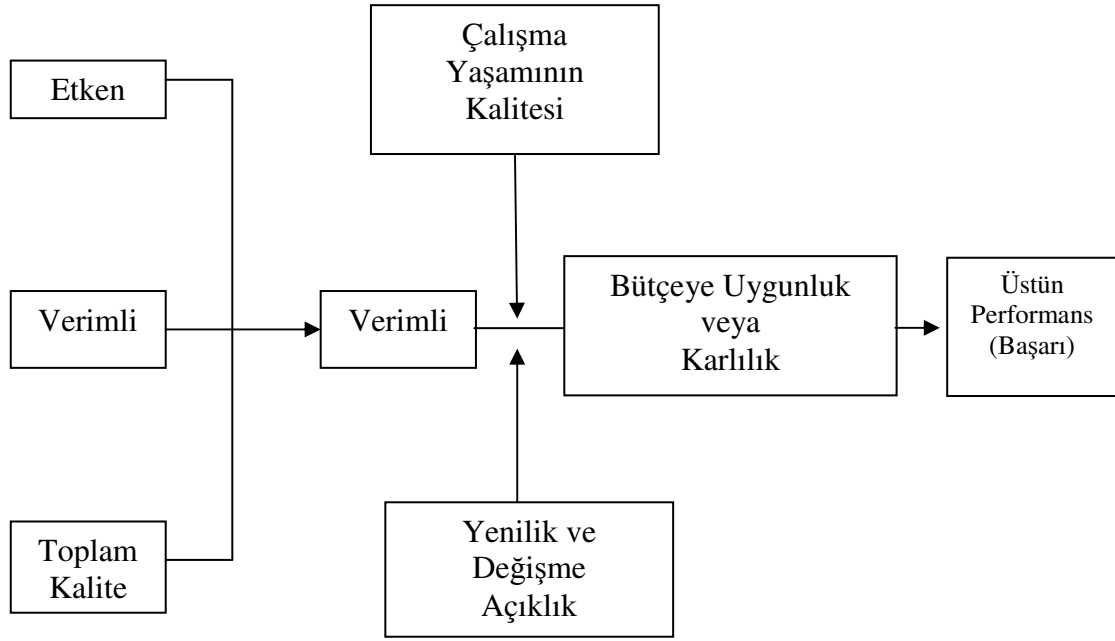 Çalışma
Yaşamının
Kalitesi
Etken
Verimli
Verimli
Bütçeye Uygunluk
veya
Karlılık
Üstün
Performans
(Başarı)
Toplam
Kalite
Yenilik ve
Değişme
Açıklık